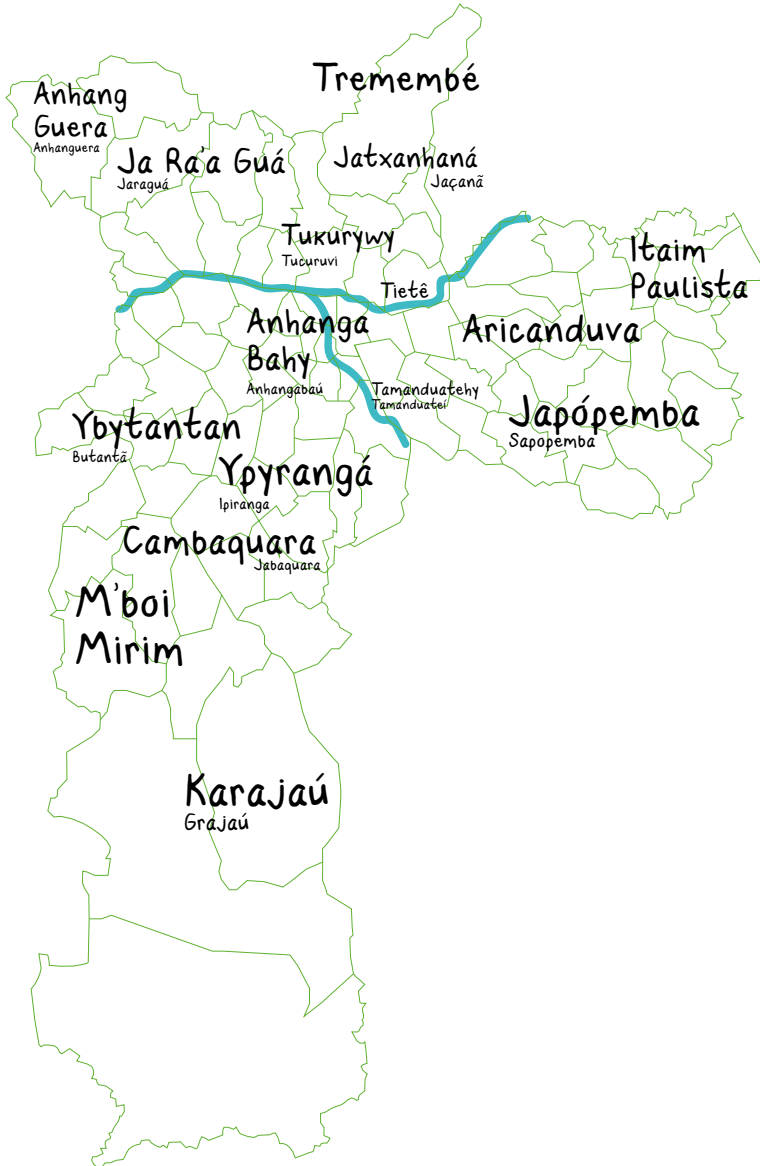 Tremembé
Anhang
Guera
Anhanguera
Ja Ra'a Guá
Jaraguá
Jatxanhaná
Jaçanã
Tukurywy
Tucuruvi
Itaim
Paulista
Tietê
Anhanga
Bahy
Anhangabaú
Aricanduva
Tamanduatehy
Tamanduateí
Japópemba
Sapopemba
Ybytantan
Butantã
Ypyrangá
Ipiranga
Cambaquara
Jabaquara
M'boi
Mirim
Karajaú
Grajaú